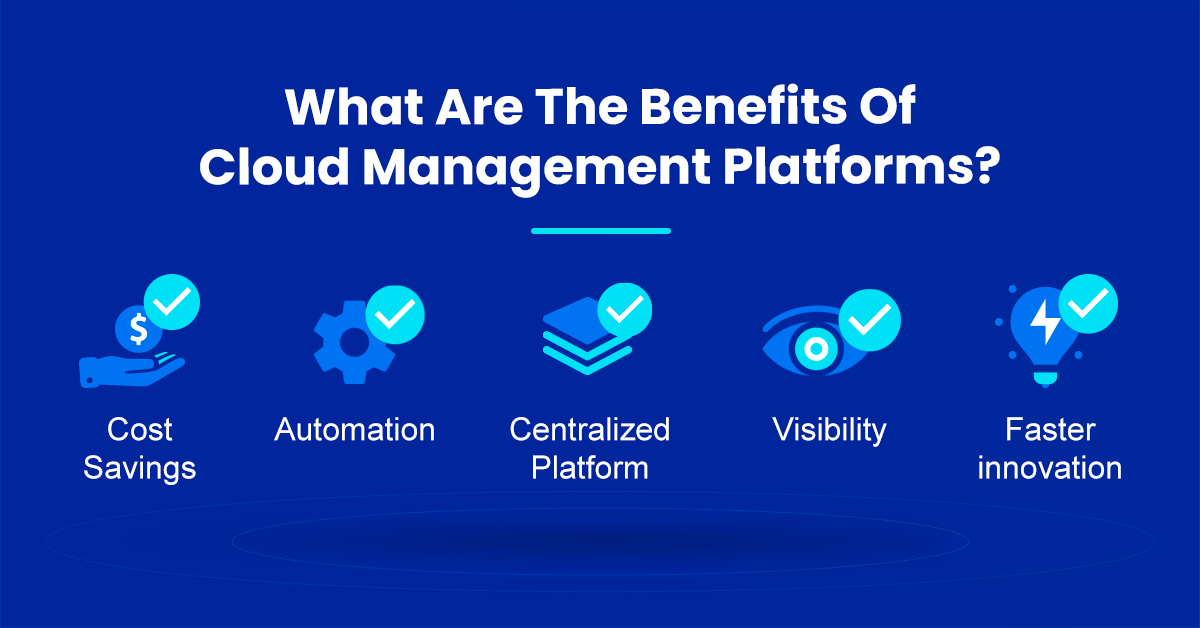 What Are The Benefits Of
Cloud Management Platforms?
$
Cost
Savings
Automation
Centralized
Platform
Visibility
Faster
innovation